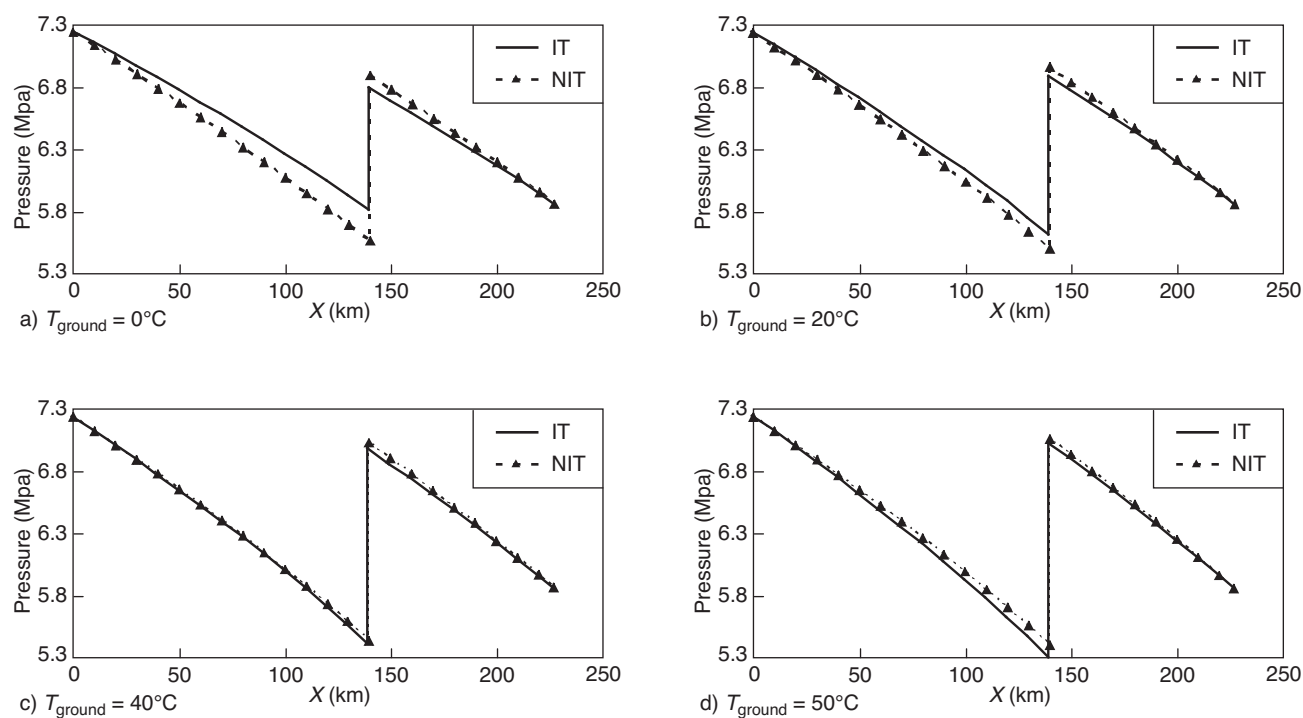 7.3
6.8
6.3
5.8
5.3
Pressure (Mpa)
IT
NIT
0
50
100
150
200
250
X (km)
a) Tground = 0°C
7.3
6.8
6.3
5.8
5.3
Pressure (Mpa)
IT
NIT
0
50
100
150
200
250
X (km)
b) Tground = 20°C
7.3
6.8
6.3
5.8
5.3
Pressure (Mpa)
IT
NIT
0
50
100
150
200
250
X (km)
c) Tground = 40°C
7.3
6.8
6.3
5.8
5.3
Pressure (Mpa)
IT
NIT
0
50
100
150
200
250
X (km)
d) Tground = 50°C